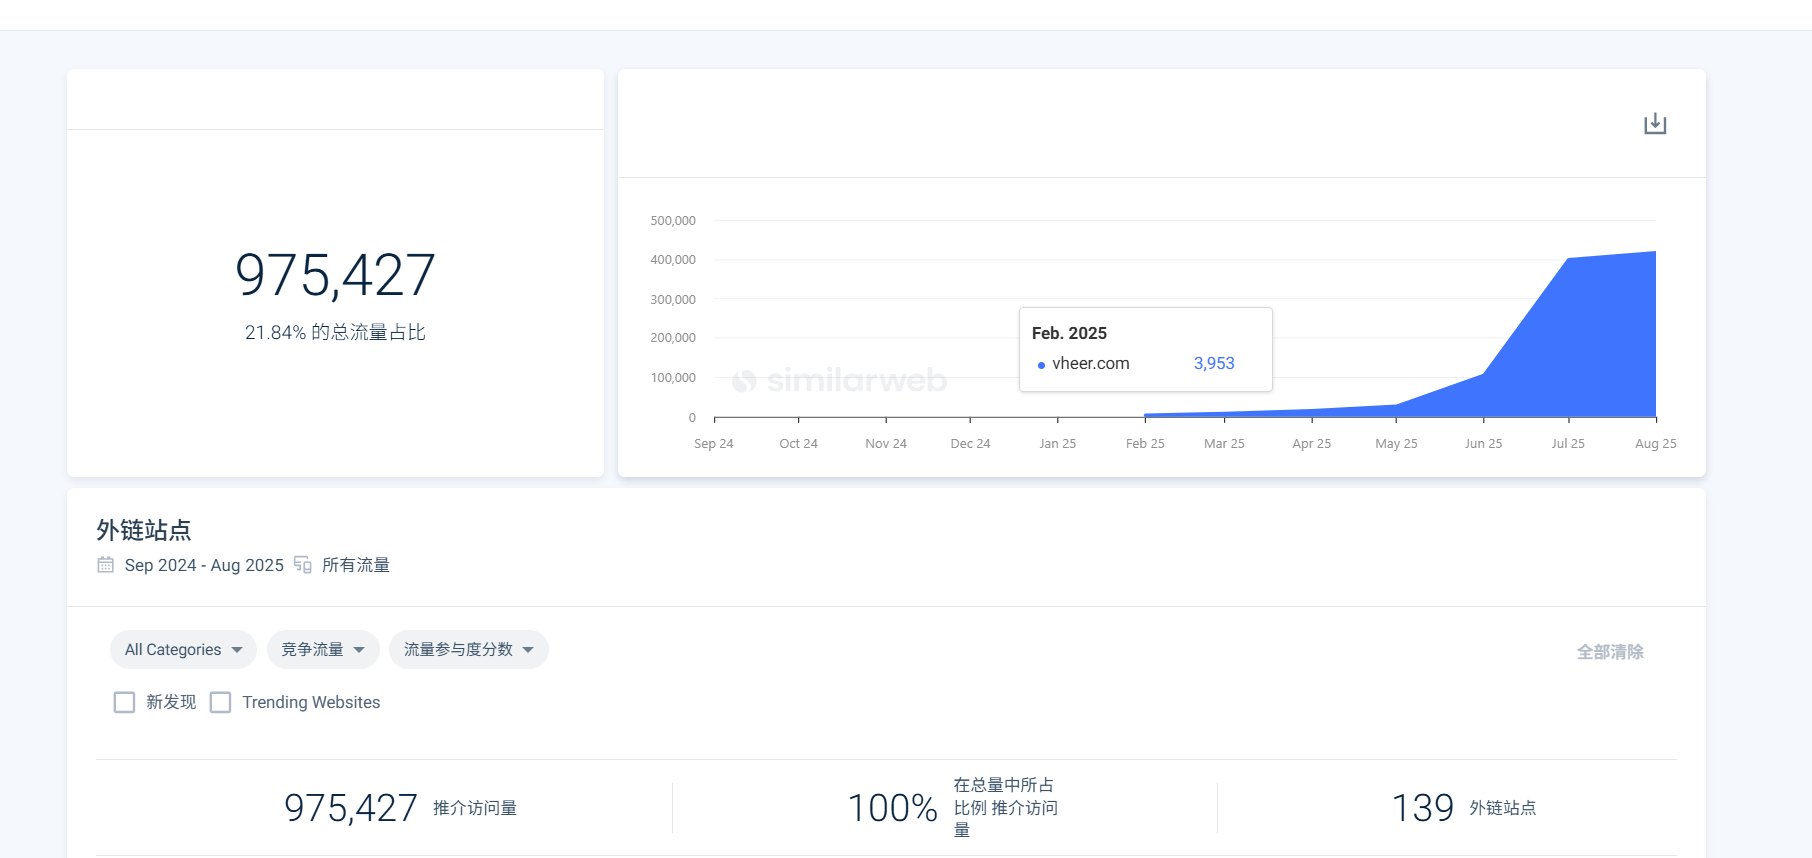 975,427
21.84% 的总流量占比
500,000
400,000
300,000
200,000
100,000
0
similarweb
Feb. 2025
vheer.com 3,953
Sep 24 Oct 24 Nov 24 Dec 24 Jan 25 Feb 25 Mar 25 Apr 25 May 25 Jun 25 Jul 25 Aug 25
外链站点
Sep 2024 - Aug 2025 所有流量
All Categories 竞争流量 流量参与度分数 全部清除
新发现 Trending Websites
975,427 推介访问量
100% 在总量中所占
比例 推介访问
量
139 外链站点